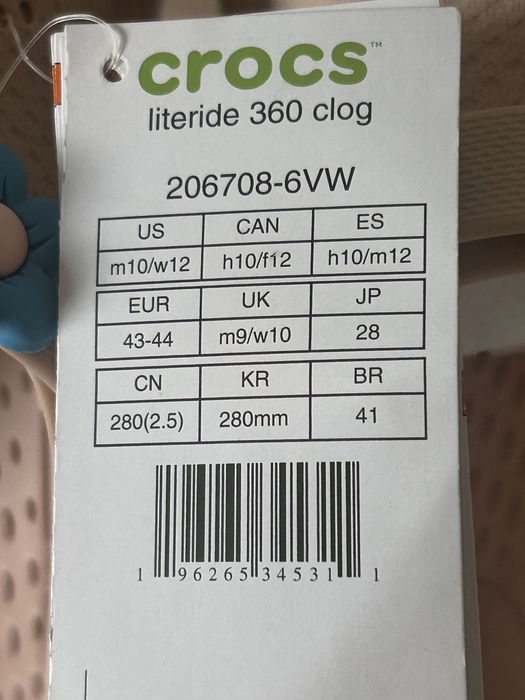 crocs™
literide 360 clog
206708-6VW
US CAN ES
m10/w12 h10/f12 h10/m12
EUR UK JP
43-44 m9/w10 28
CN KR BR
280(2.5) 280mm 41
1 96265 34531 1